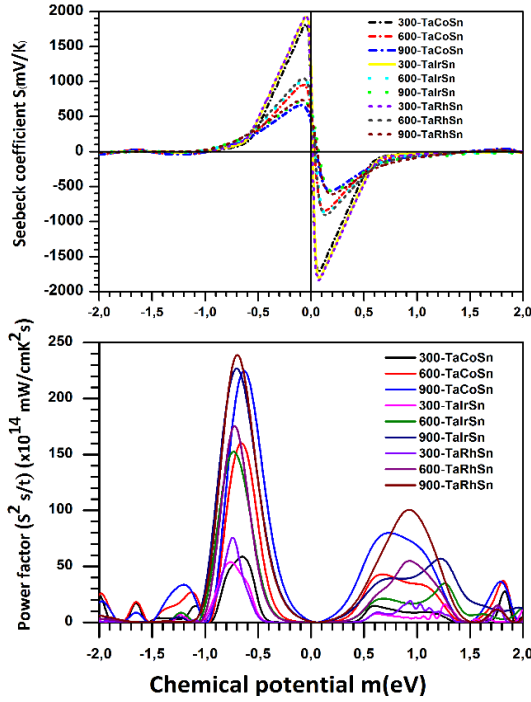 2000
1500
1000
500
0
-500
-1000
-1500
-2000
Seebeck coefficient S(mV/K)
300-TaCoSn
600-TaCoSn
900-TaCoSn
300-TaIrSn
600-TaIrSn
900-TaIrSn
300-TaRhSn
600-TaRhSn
900-TaRhSn
-2,0 -1,5 -1,0 -0,5 0,0 0,5 1,0 1,5 2,0
250
200
150
100
50
0
Power factor (S² s/t) (x10¹⁴ mW/cmK²s)
300-TaCoSn
600-TaCoSn
900-TaCoSn
300-TaIrSn
600-TaIrSn
900-TaIrSn
300-TaRhSn
600-TaRhSn
900-TaRhSn
-2,0 -1,5 -1,0 -0,5 0,0 0,5 1,0 1,5 2,0
Chemical potential m(eV)